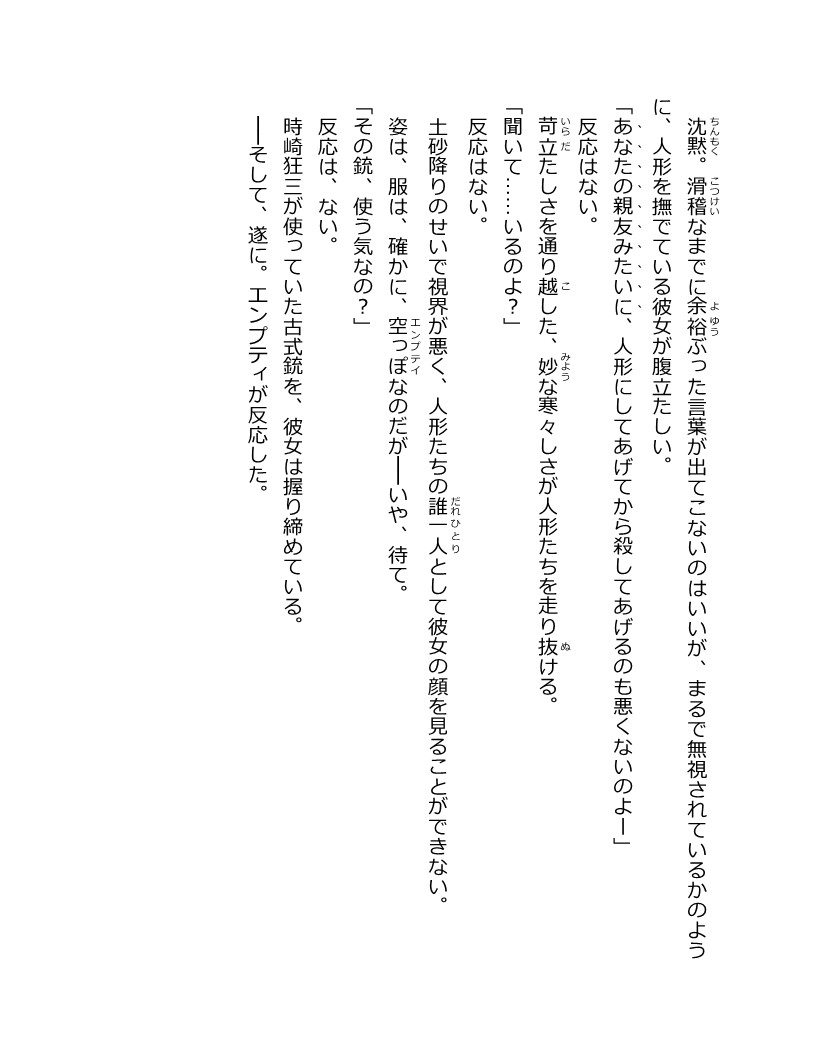 沈黙。滑稽なまでに余裕ぶった言葉が出てこないのはいいが、まるで無視されているかのよう
に、人形を撫でている彼女が腹立たしい。
「あなたの親友みたいに、人形にしてあげてから殺してあげるのも悪くないのよー」
反応はない。
苛立たしさを通り越した、妙な寒々しさが人形たちを走り抜ける。
「聞いて……いるのよ？」
反応はない。
土砂降りのせいで視界が悪く、人形たちの誰一人として彼女の顔を見ることができない。
姿は、服は、確かに、空っぽなのだが──いや、待て。
「その銃、使う気なの？」
反応は、ない。
時崎狂三が使っていた古式銃を、彼女は握り締めている。
──そして、遂に。エンプティが反応した。